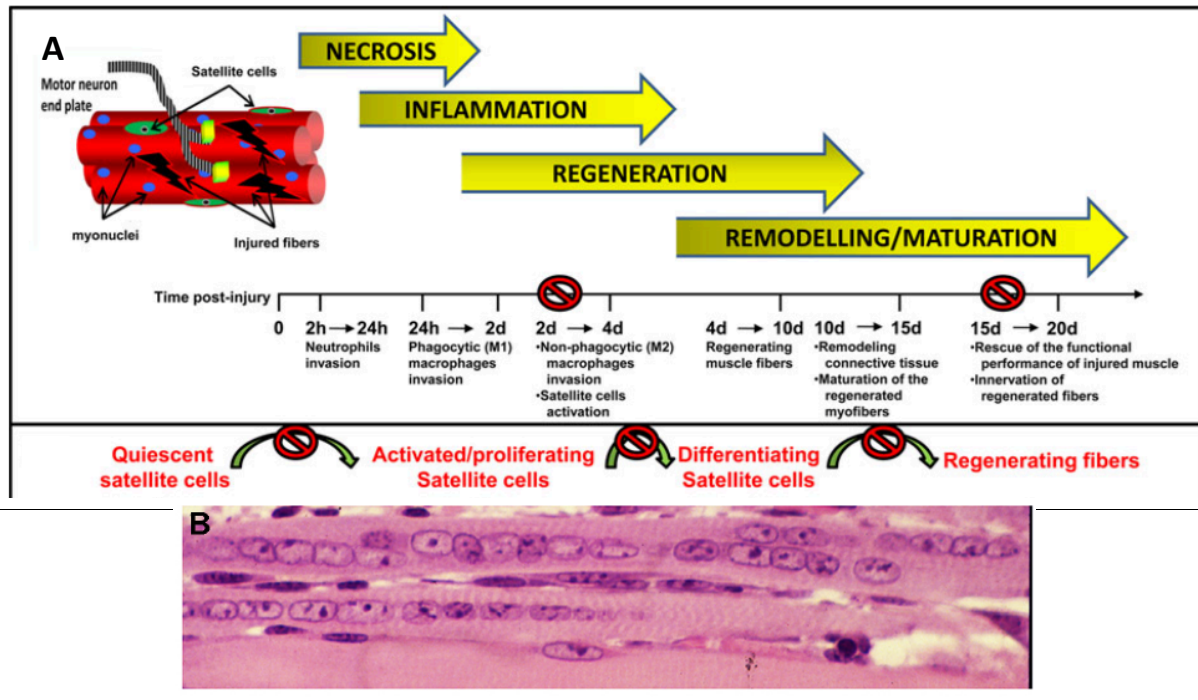 A
NECROSIS
Satellite cells
Motor neuron
end plate
INFLAMMATION
REGENERATION
myonuclei
Injured fibers
REMODELLING/MATURATION
Time post-injury
0 2h → 24h 24h → 2d 2d → 4d 4d → 10d 10d → 15d 15d → 20d
Neutrophils
invasion
Phagocytic (M1)
macrophages
invasion
•Non-phagocytic (M2)
macrophages
invasion
•Satellite cells
activation
Regenerating
muscle fibers
•Remodeling
connective tissue
•Maturation of the
regenerated
myofibers
•Rescue of the functional
performance of injured muscle
•Innervation of
regenerated fibers
Quiescent
satellite cells
Activated/proliferating
Satellite cells
Differentiating
Satellite cells
Regenerating fibers
B